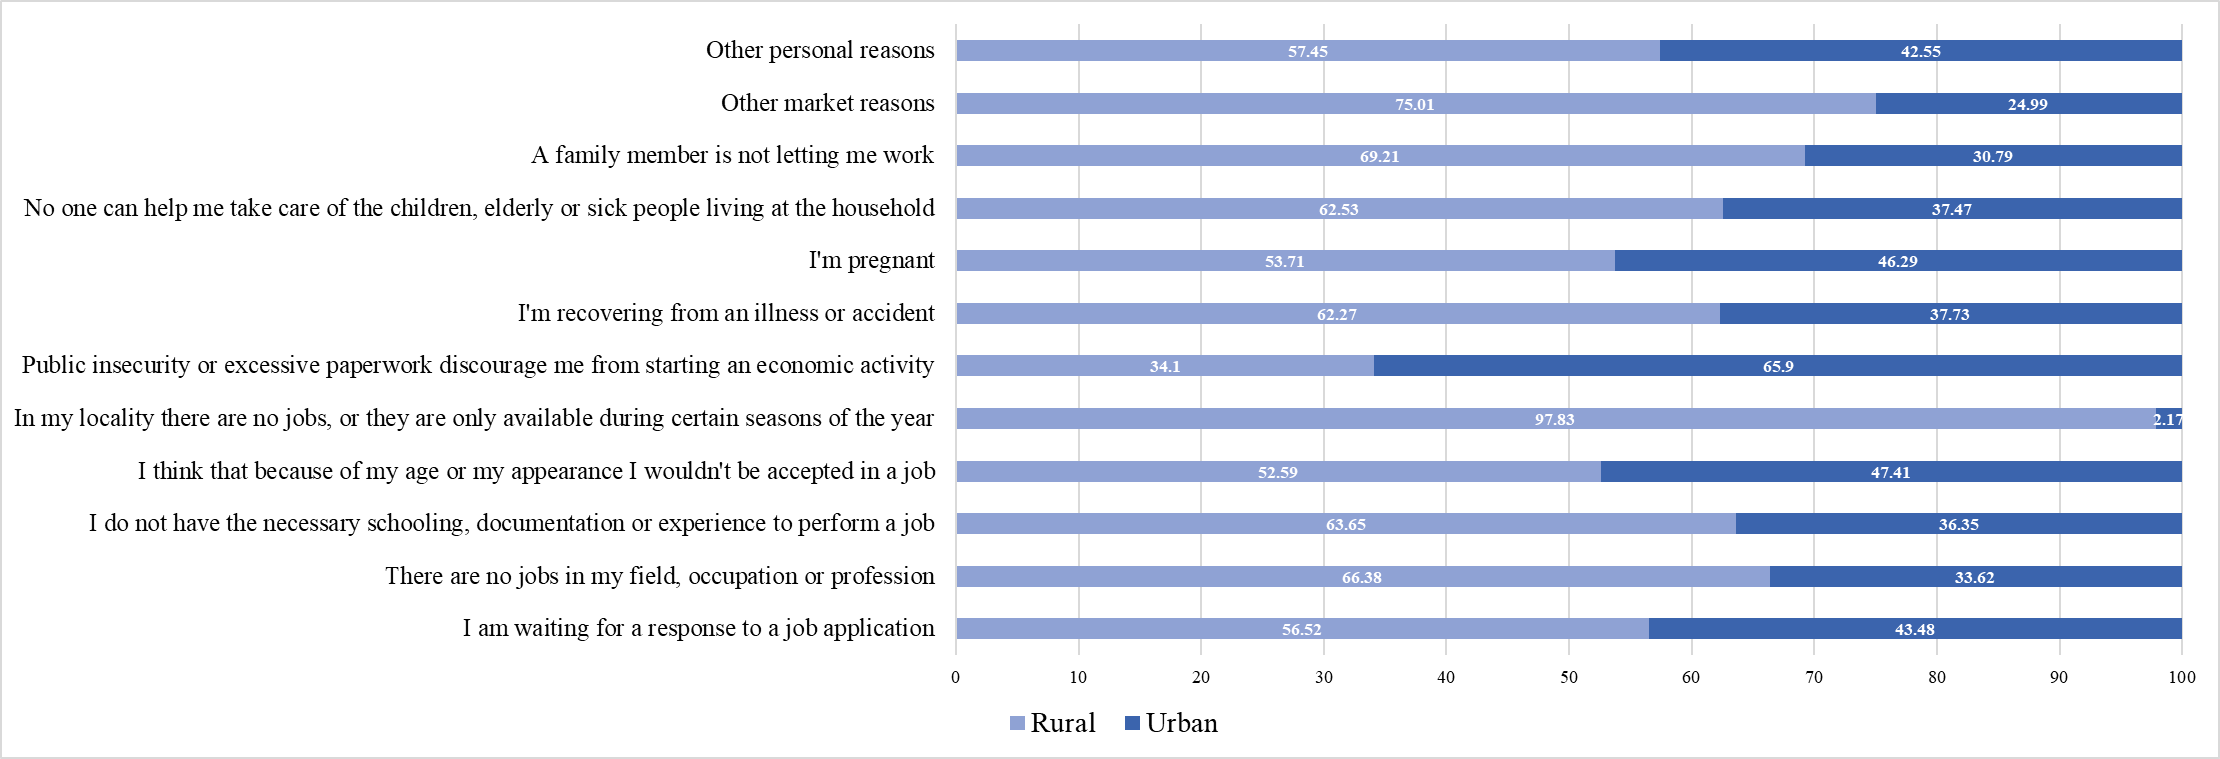 Other personal reasons 57.45 42.55
Other market reasons 75.01 24.99
A family member is not letting me work 69.21 30.79
No one can help me take care of the children, elderly or sick people living at the household 62.53 37.47
I'm pregnant 53.71 46.29
I'm recovering from an illness or accident 62.27 37.73
Public insecurity or excessive paperwork discourage me from starting an economic activity 34.1 65.9
In my locality there are no jobs, or they are only available during certain seasons of the year 97.83 2.17
I think that because of my age or my appearance I wouldn't be accepted in a job 52.59 47.41
I do not have the necessary schooling, documentation or experience to perform a job 63.65 36.35
There are no jobs in my field, occupation or profession 66.38 33.62
I am waiting for a response to a job application 56.52 43.48
0 10 20 30 40 50 60 70 80 90 100
Rural Urban